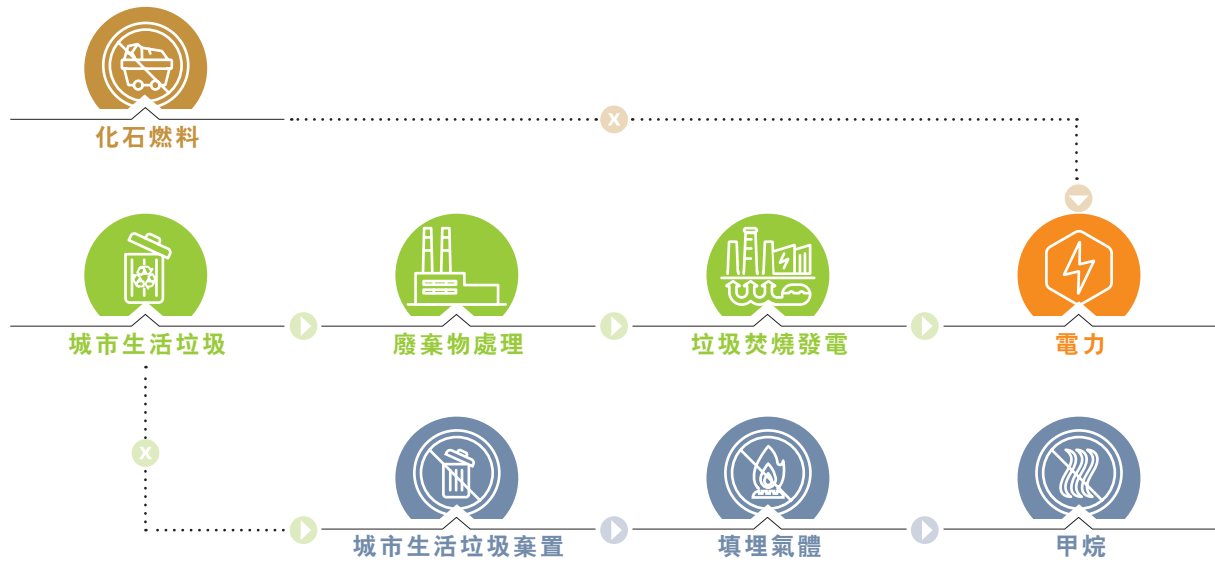 化石燃料
X
城市生活垃圾
廢棄物處理
垃圾焚燒發電
電力
X
城市生活垃圾棄置
填埋氣體
甲烷